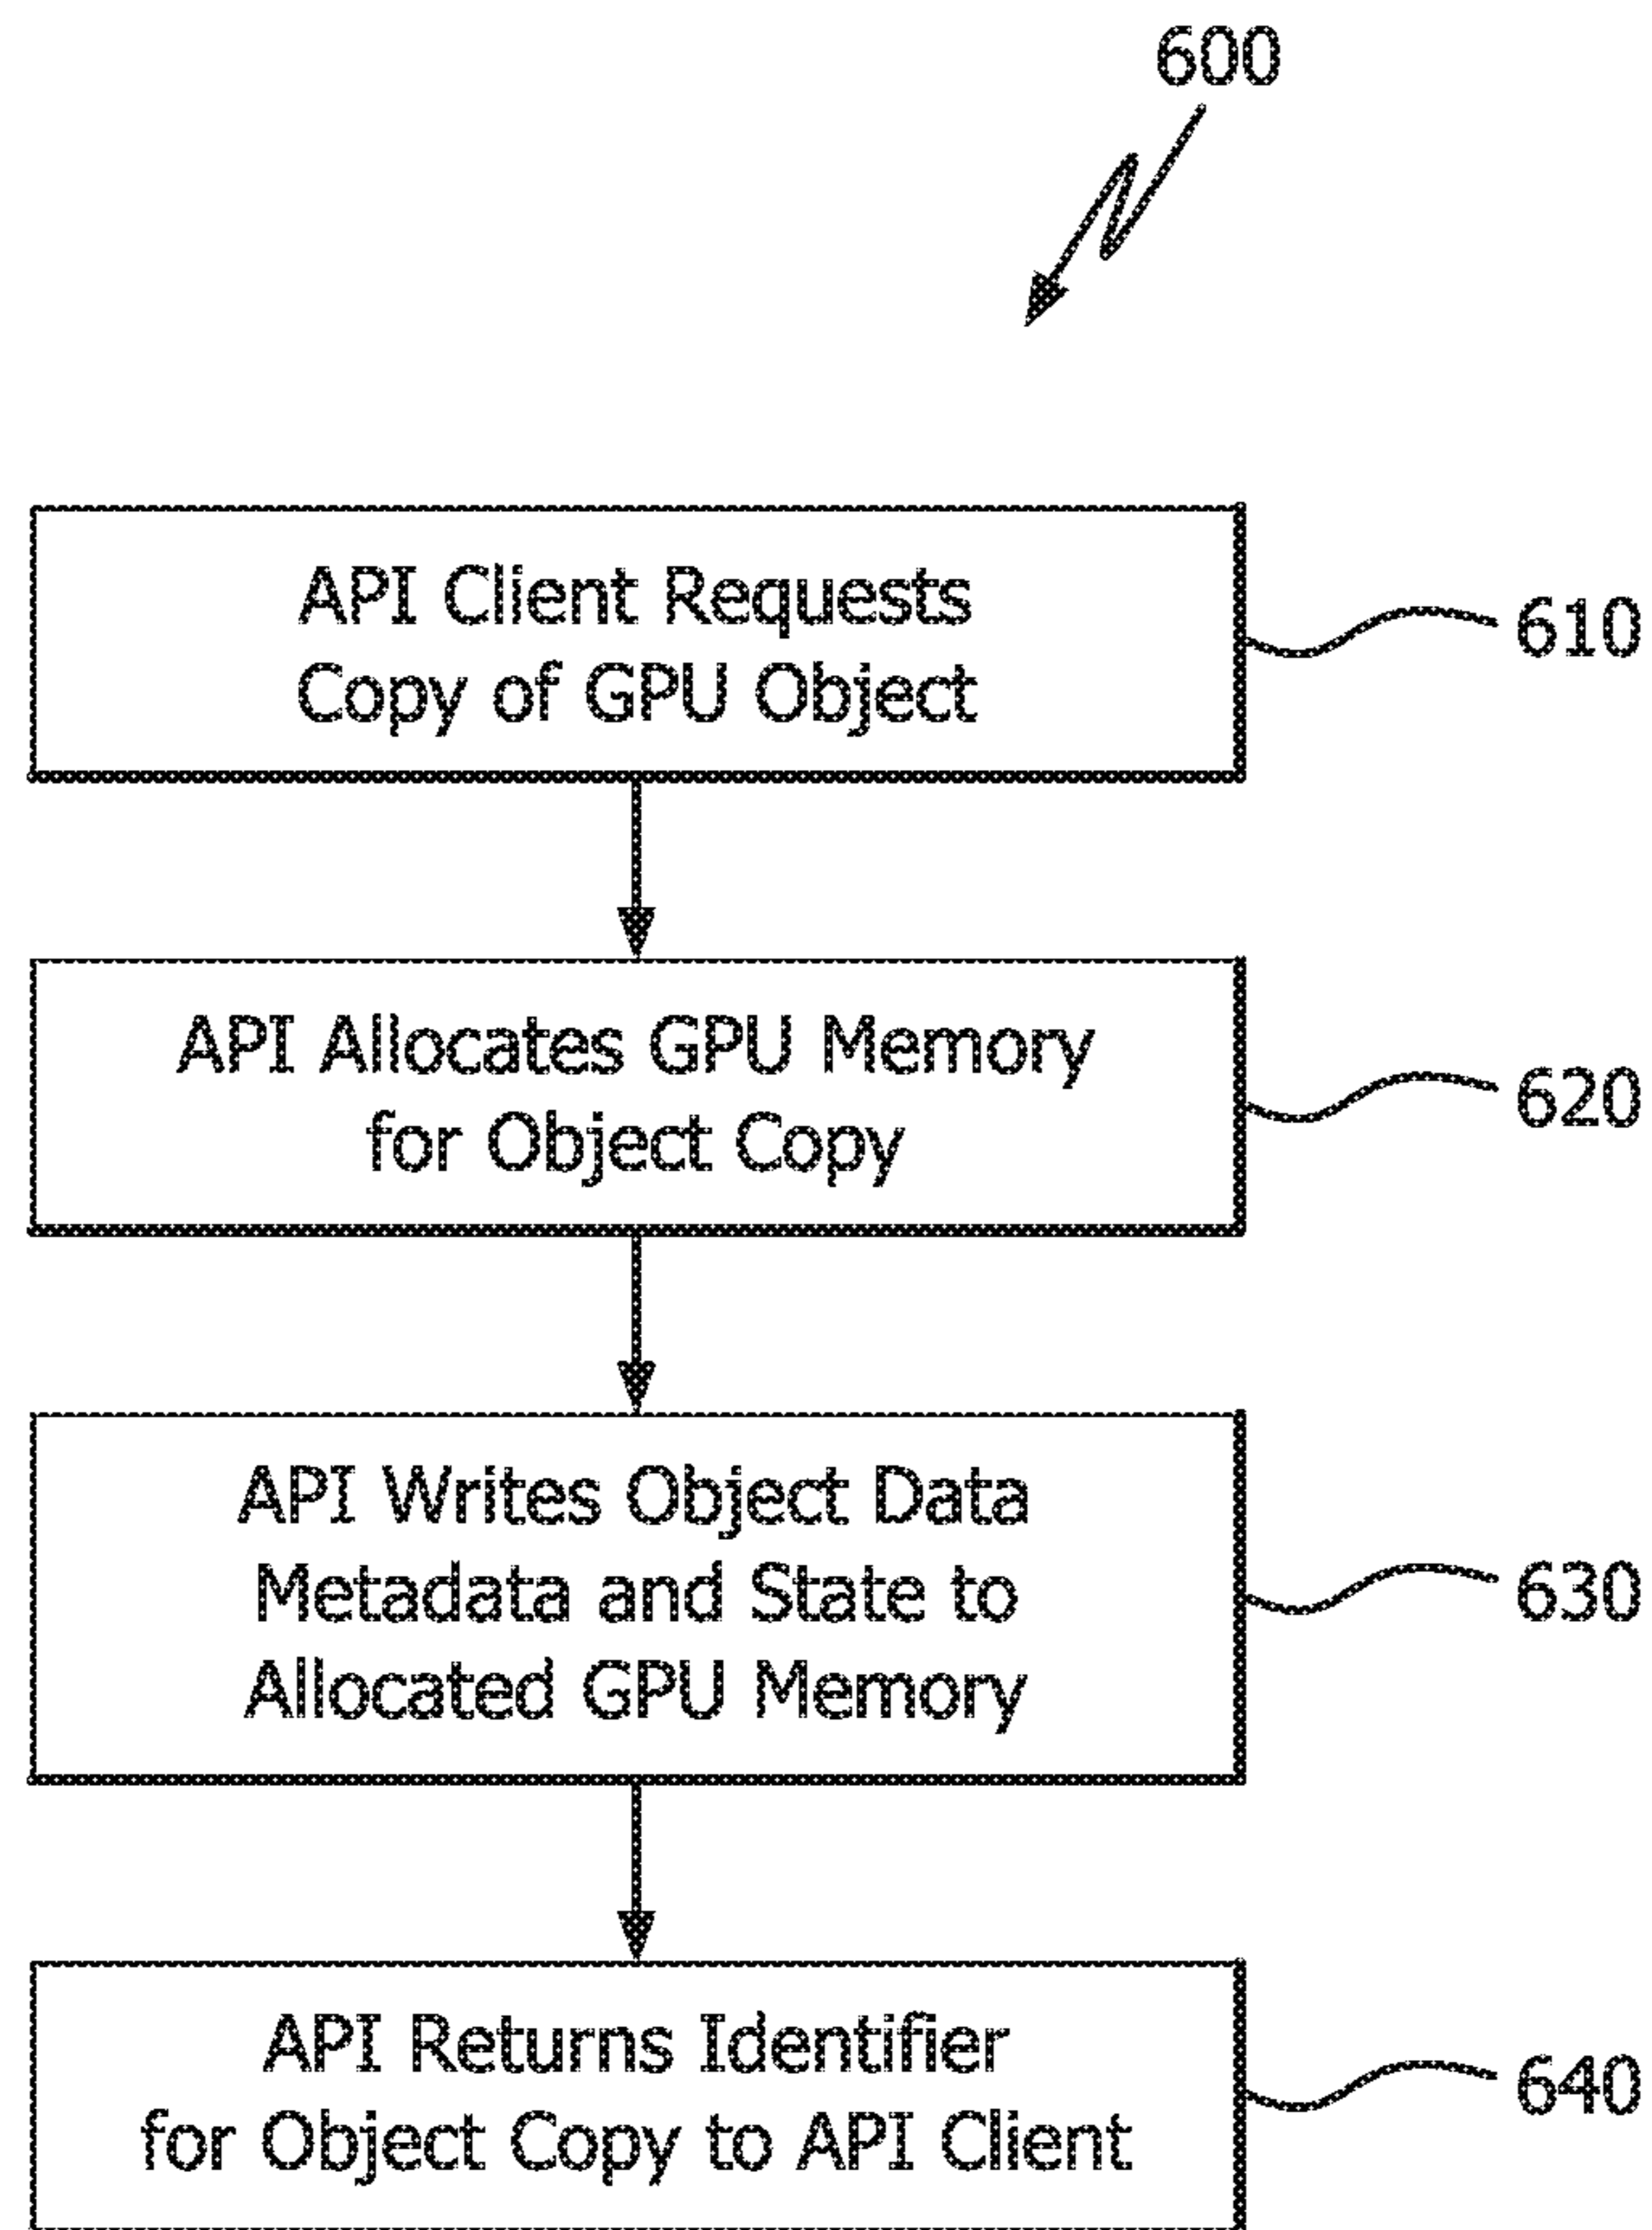 600
API Client Requests
Copy of GPU Object
610
API Allocates GPU Memory
for Object Copy
620
API Writes Object Data
Metadata and State to
Allocated GPU Memory
630
API Returns Identifier
for Object Copy to API Client
640